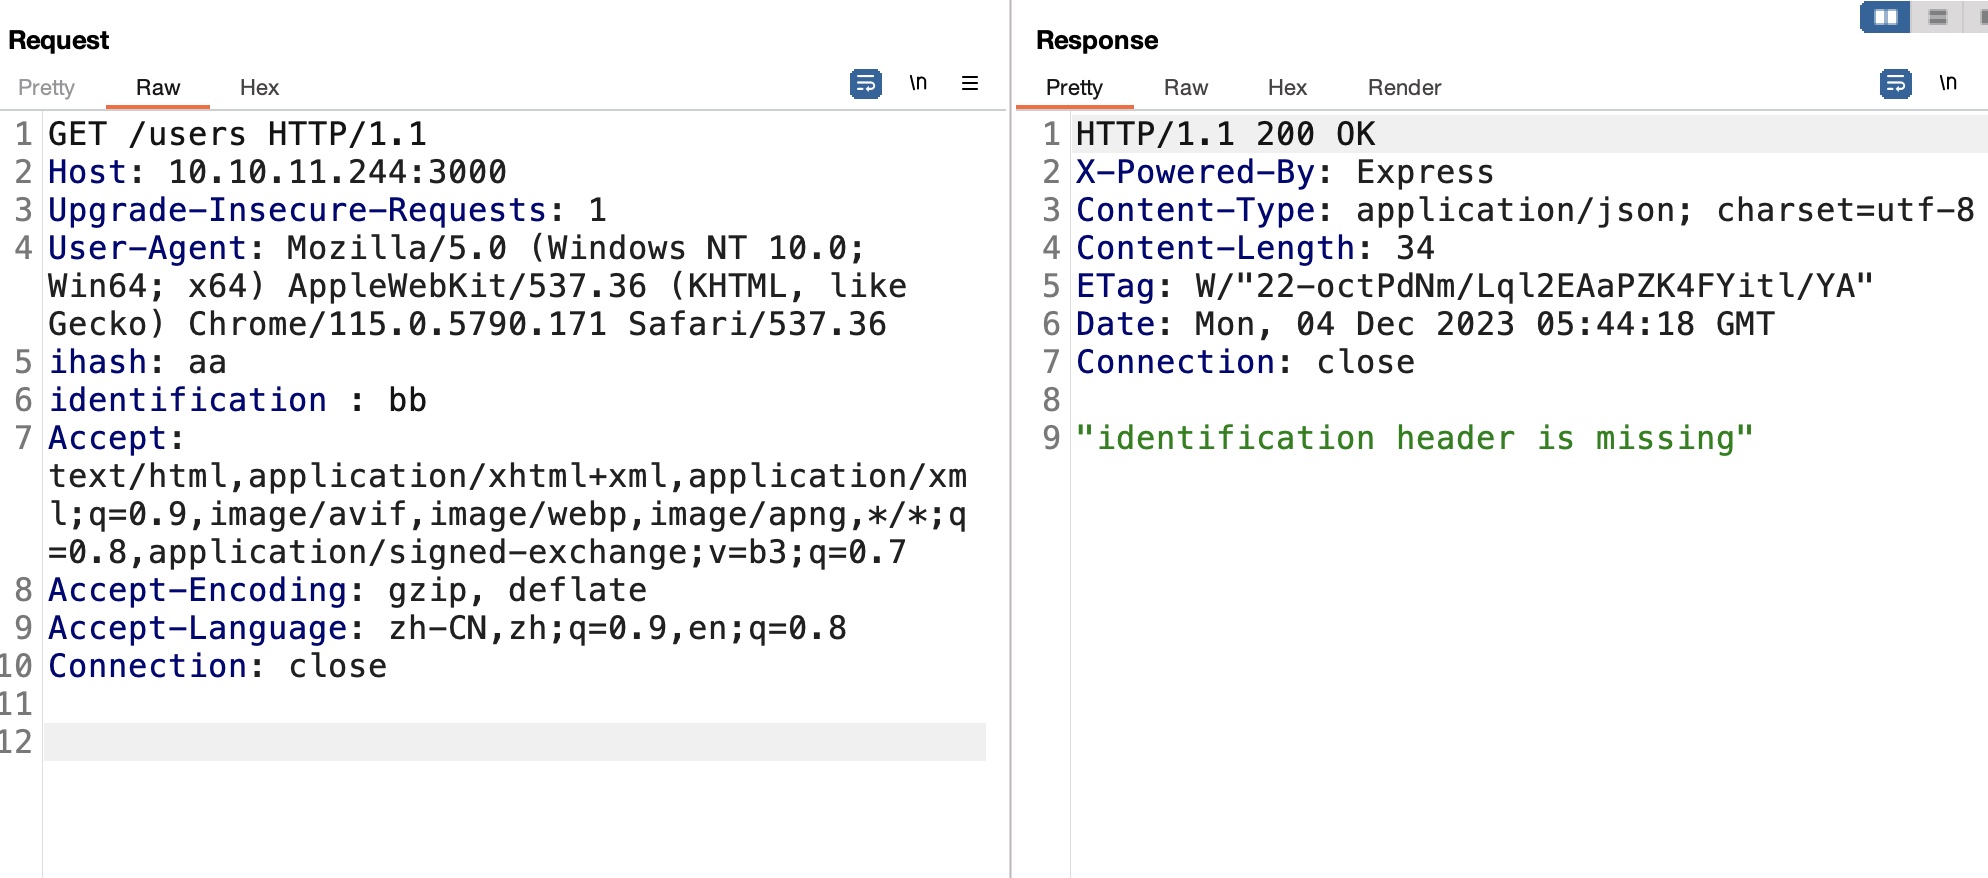 Request
Pretty Raw Hex \n
1 GET /users HTTP/1.1
2 Host: 10.10.11.244:3000
3 Upgrade-Insecure-Requests: 1
4 User-Agent: Mozilla/5.0 (Windows NT 10.0;
Win64; x64) AppleWebKit/537.36 (KHTML, like
Gecko) Chrome/115.0.5790.171 Safari/537.36
5 ihash: aa
6 identification : bb
7 Accept:
text/html,application/xhtml+xml,application/xm
l;q=0.9,image/avif,image/webp,image/apng,*/*;q
=0.8,application/signed-exchange;v=b3;q=0.7
8 Accept-Encoding: gzip, deflate
9 Accept-Language: zh-CN,zh;q=0.9,en;q=0.8
10 Connection: close
11
12
Response
Pretty Raw Hex Render \n
1 HTTP/1.1 200 OK
2 X-Powered-By: Express
3 Content-Type: application/json; charset=utf-8
4 Content-Length: 34
5 ETag: W/"22-octPdNm/Lql2EAaPZK4FYitl/YA"
6 Date: Mon, 04 Dec 2023 05:44:18 GMT
7 Connection: close
8
9 "identification header is missing"